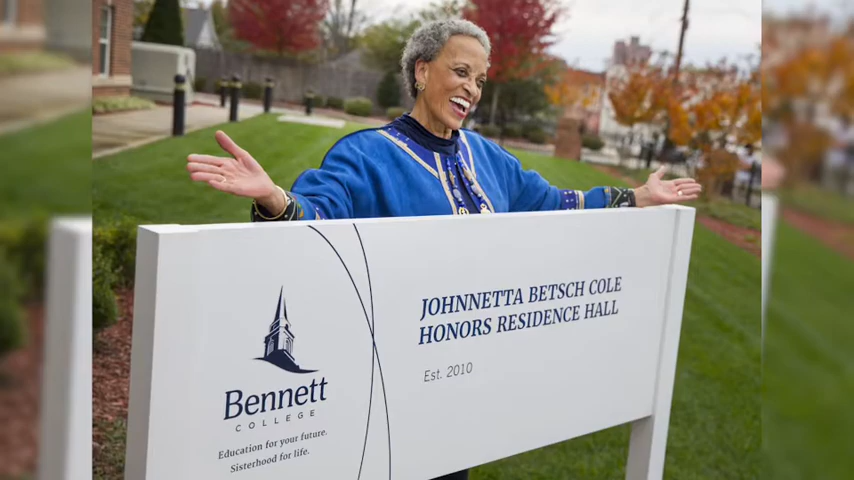 JOHNNETTA BETSCH COLE
HONORS RESIDENCE HALL
Est. 2010
Bennett
COLLEGE
Education for your future.
Sisterhood for life.